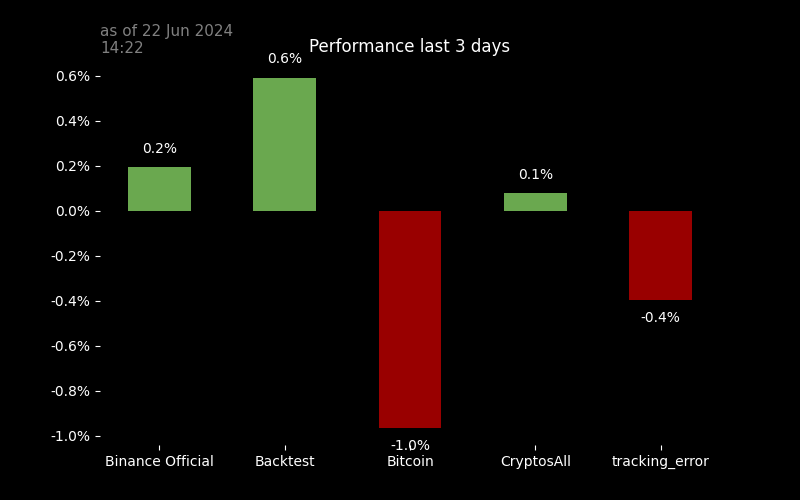 as of 22 Jun 2024
14:22
Performance last 3 days
0.6%
0.4%
0.2%
0.0%
-0.2%
-0.4%
-0.6%
-0.8%
-1.0%
0.2%
0.6%
-1.0%
0.1%
-0.4%
Binance Official
Backtest
Bitcoin
CryptosAll
tracking_error